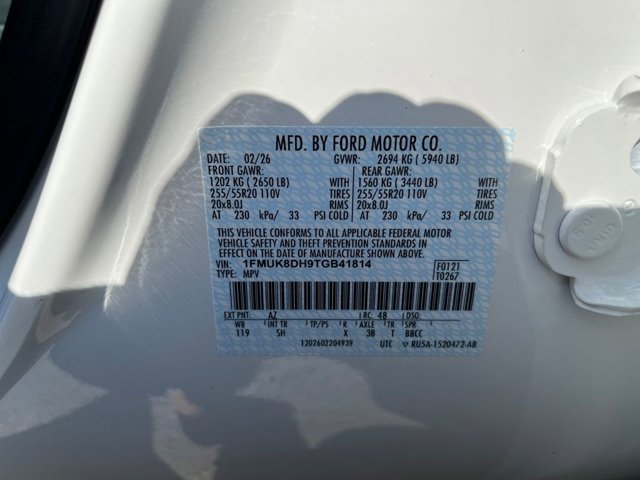 MFD. BY FORD MOTOR CO.
DATE: 02/26 GVWR: 2694 KG ( 5940 LB)
FRONT GAWR: REAR GAWR:
1202 KG ( 2650 LB) WITH 1560 KG ( 3440 LB) WITH
255/55R20 110V TIRES 255/55R20 110V TIRES
20x8.0J RIMS 20x8.0J RIMS
AT 230 kPa/ 33 PSI COLD AT 230 kPa/ 33 PSI COLD
THIS VEHICLE CONFORMS TO ALL APPLICABLE FEDERAL MOTOR
VEHICLE SAFETY AND THEFT PREVENTION STANDARDS IN
EFFECT ON THE DATE OF MANUFACTURE SHOWN ABOVE.
VIN: 1FMUK8DH9TGB41814 F0121
TYPE: MPV T0267
EXT PNT: AZ RC: 48 DSO:
WB INT TR TP/PS R AXLE TR SPR
119 SH X 3B T BBCC
1202602204939 UTC ▽ RU5A-1520472-AB